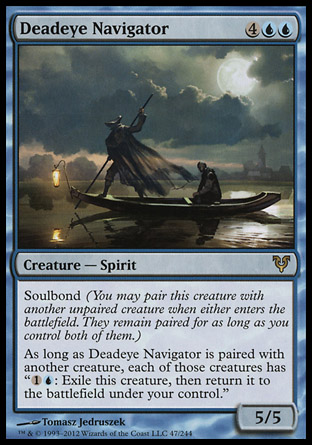 Deadeye Navigator 4
Creature — Spirit
Soulbond (You may pair this creature with
another unpaired creature when either enters the
battlefield. They remain paired for as long as you
control both of them.)
As long as Deadeye Navigator is paired with
another creature, each of those creatures has
“1: Exile this creature, then return it to
the battlefield under your control.”
5/5
Tomasz Jedruszek
™ & © 1993–2012 Wizards of the Coast LLC 47/244